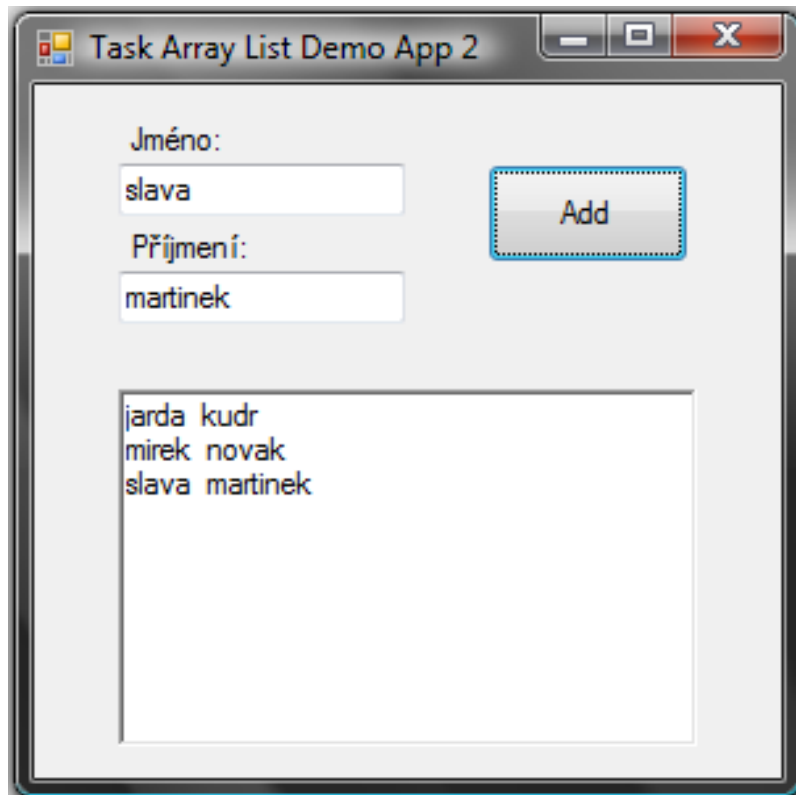 Task Array List Demo App 2
Jméno:
slava
Add
Příjmení:
martinek
jarda kudr
mirek novak
slava martinek